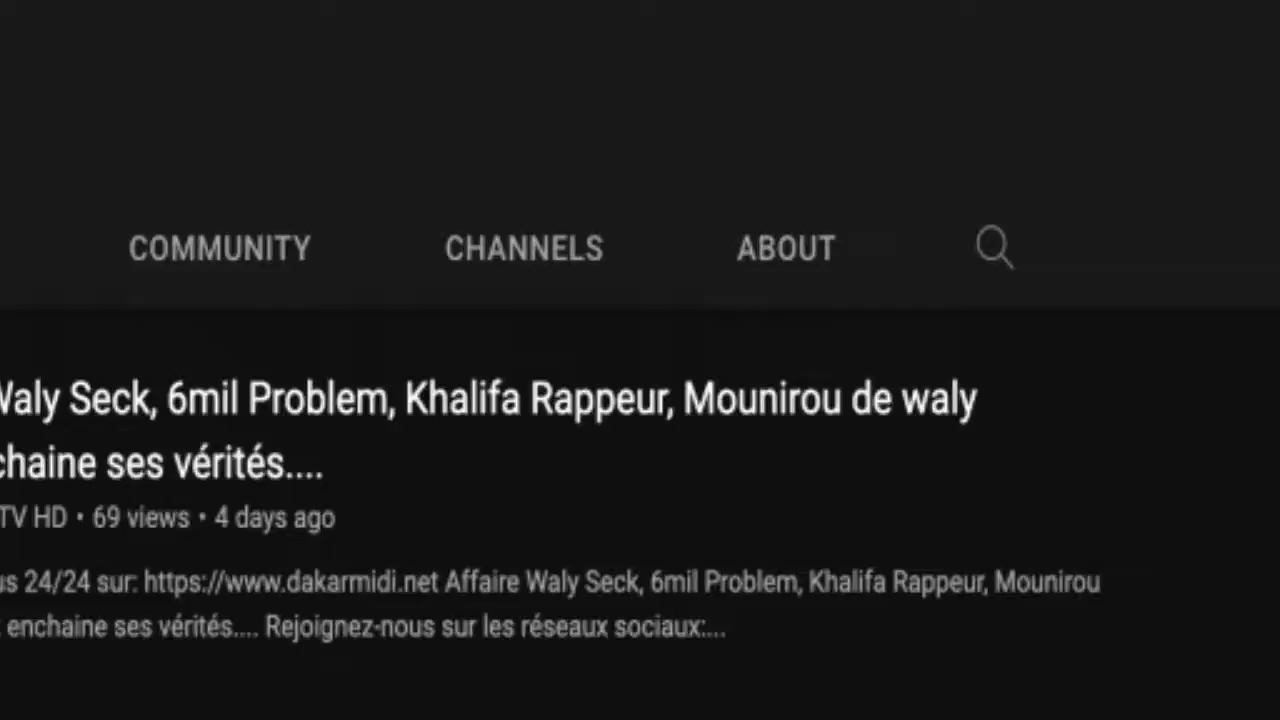 COMMUNITY CHANNELS ABOUT
Waly Seck, 6mil Problem, Khalifa Rappeur, Mounirou de waly
chaine ses vérités....
TV HD • 69 views • 4 days ago
us 24/24 sur: https://www.dakarmidi.net Affaire Waly Seck, 6mil Problem, Khalifa Rappeur, Mounirou
enchaine ses vérités.... Rejoignez-nous sur les réseaux sociaux:...